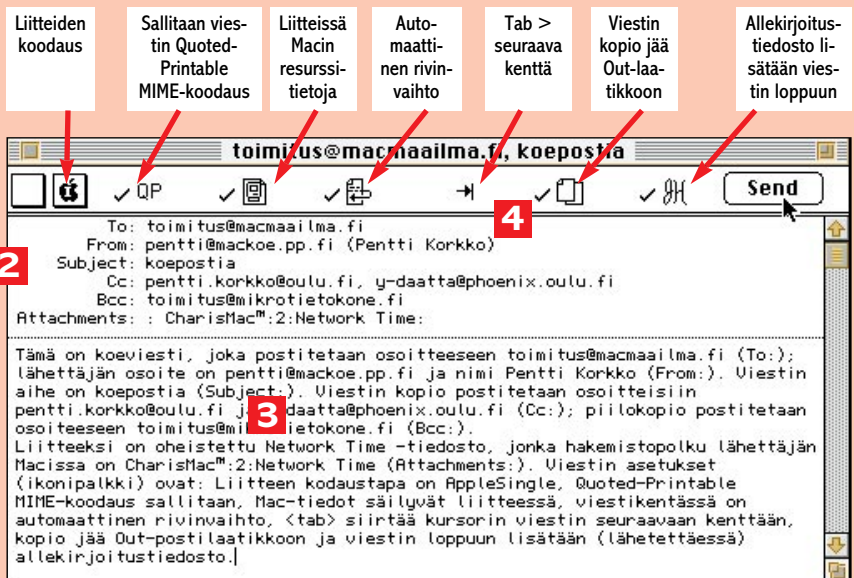 Liitteiden
koodaus
Sallitaan vies-
tin Quoted-
Printable
MIME-koodaus
Liitteissä
Macin
resurssi-
tietoja
Auto-
maatti-
nen rivin-
vaihto
Tab >
seuraava
kenttä
Viestin
kopio jää
Out-laa-
tikkoon
Allekirjoitus-
tiedosto li-
sätään vies-
tin loppuun
toimitus@macmaailma.fi, koepostia
QP
Send
4
To: toimitus@macmaailma.fi
From: pentti@mackoe.pp.fi (Pentti Korkko)
2
Subject: koepostia
Cc: pentti.korkko@oulu.fi, y-daatta@phoenix.oulu.fi
Bcc: toimitus@mikrotietokone.fi
Attachments: : CharisMac™:2:Network Time:
Tämä on koeviesti, joka postitetaan osoitteeseen toimitus@macmaailma.fi (To:);
lähettäjän osoite on pentti@mackoe.pp.fi ja nimi Pentti Korkko (From:). Viestin
aihe on koepostia (Subject:). Viestin kopio postitetaan osoitteisiin
pentti.korkko@oulu.fi daatta@phoenix.oulu.fi (Cc:); piilokopio postitetaan
3
osoiteeseen ietokone.fi (Bcc:).
Liitteeksi on oheistettu Network Time -tiedosto, jonka hakemistopolku lähettäjän
Macissa on CharisMac™:2:Network Time (Attachments:). Viestin asetukset
(ikonipalkki) ovat: Liitteen kodaustapa on AppleSingle, Quoted-Printable
MIME-koodaus sallitaan, Mac-tiedot säilyvät liitteessä, viestikentässä on
automaattinen rivinvaihto, <tab> siirtää kursorin viestin seuraavaan kenttään,
kopio jää Out-postilaatikkoon ja viestin loppuun lisätään (lähetettäessä)
allekirjoitustiedosto.